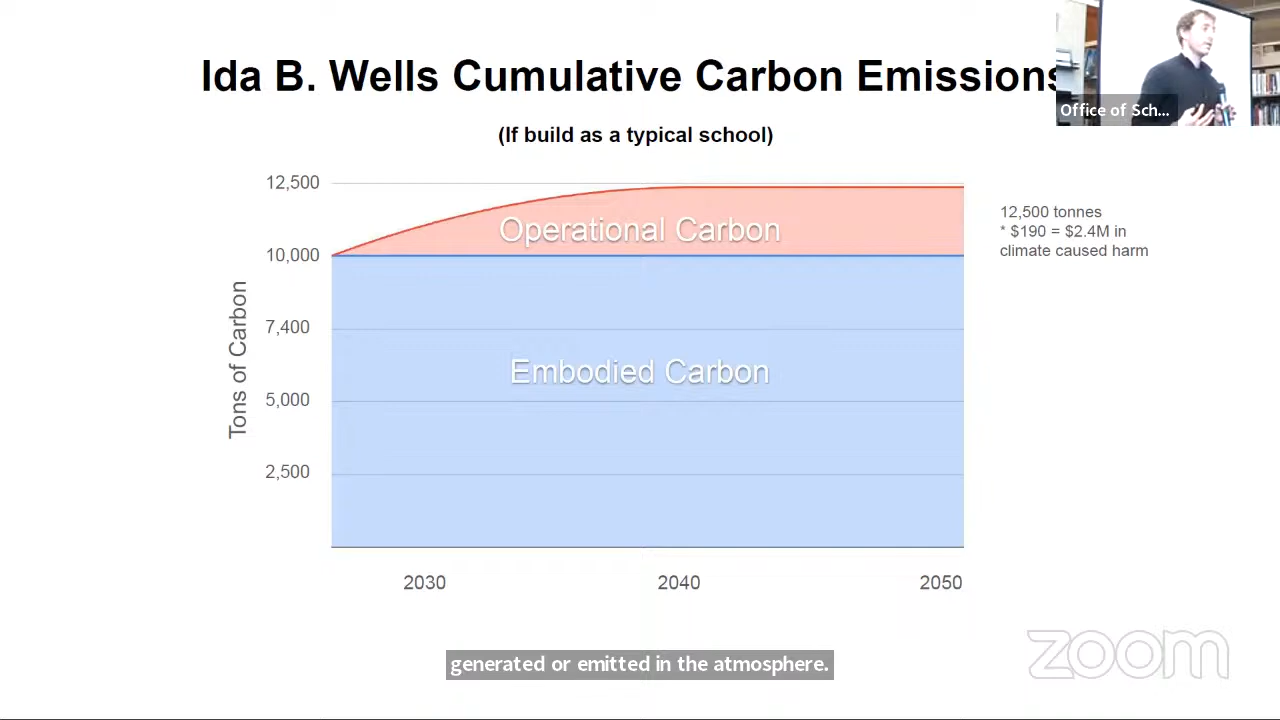 Ida B. Wells Cumulative Carbon Emissions
Office of Sch...
(If build as a typical school)
12,500
10,000
7,400
5,000
2,500
Tons of Carbon
Operational Carbon
Embodied Carbon
12,500 tonnes
* $190 = $2.4M in
climate caused harm
2030
2040
2050
generated or emitted in the atmosphere.
zoom